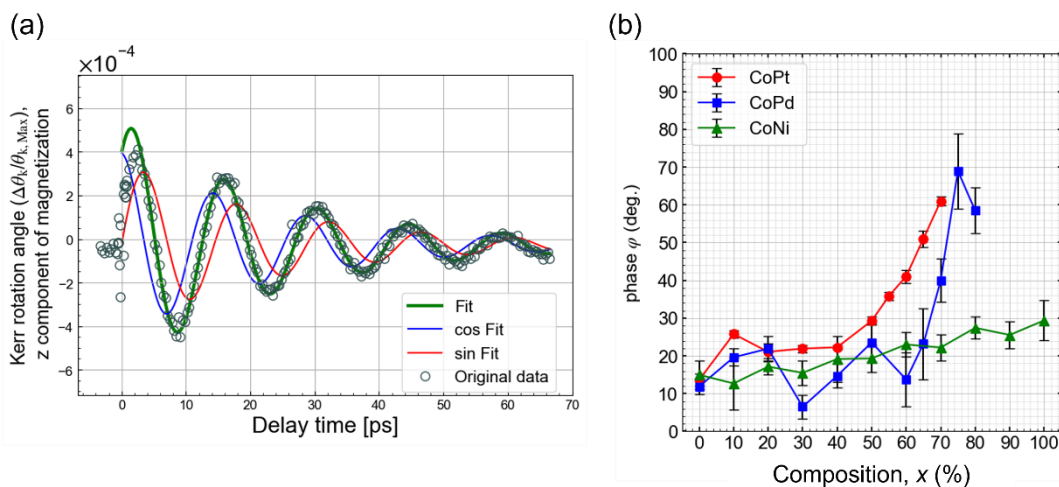 (a)
×10⁻⁴
Kerr rotation angle (Δθk/θk, Max),
z component of magnetization
6
4
2
0
−2
−4
−6
0
10
20
30
40
50
60
70
Delay time [ps]
Fit
cos Fit
sin Fit
Original data
(b)
phase φ (deg.)
100
90
80
70
60
50
40
30
20
10
0
0
10
20
30
40
50
60
70
80
90
100
Composition, x (%)
CoPt
CoPd
CoNi